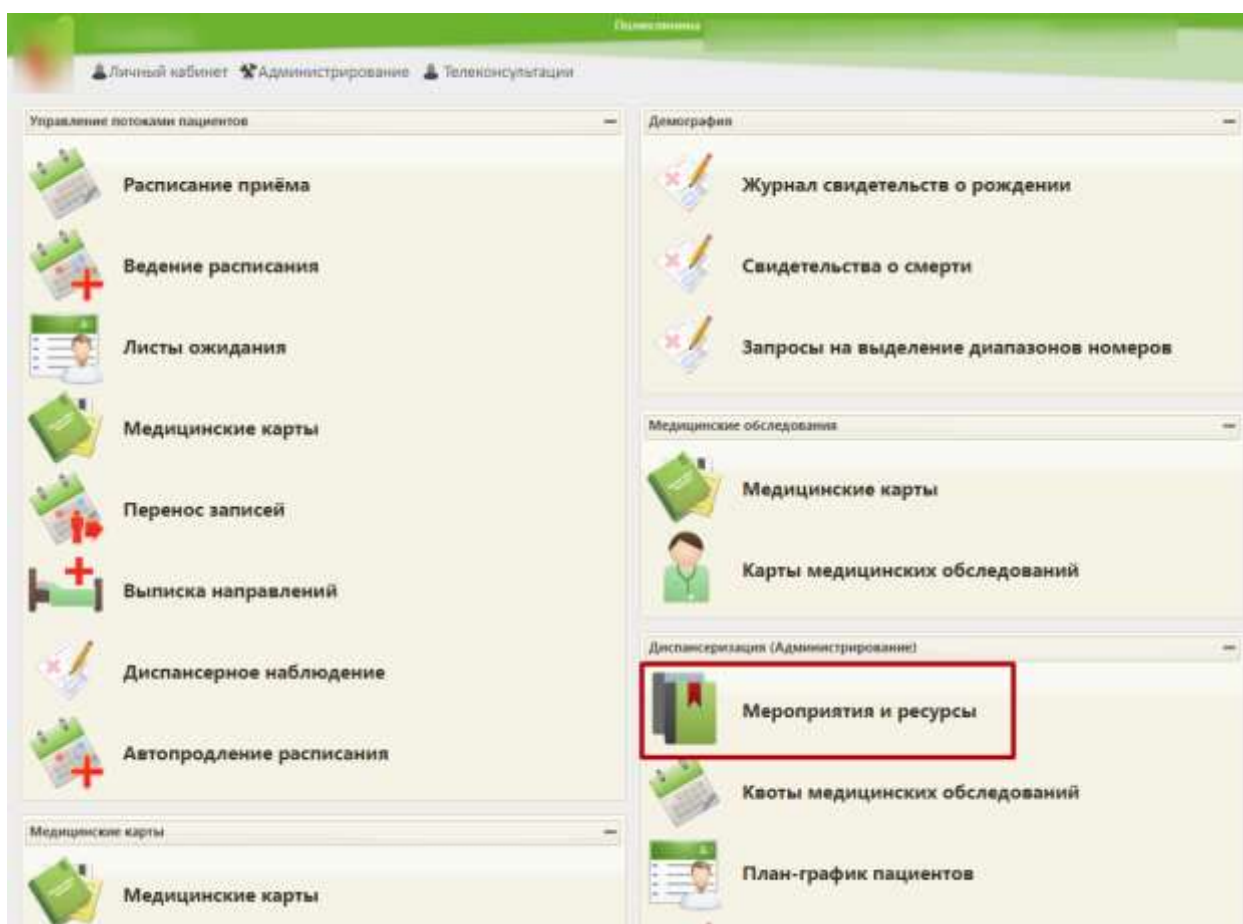 Поликлиника
Личный кабинет Администрирование Телеконсультации
Управление потоками пациентов
Расписание приёма
Ведение расписания
Листы ожидания
Медицинские карты
Перенос записей
Выписка направлений
Диспансерное наблюдение
Автопродление расписания
Медицинские карты
Медицинские карты
Демография
Журнал свидетельств о рождении
Свидетельства о смерти
Запросы на выделение диапазонов номеров
Медицинские обследования
Медицинские карты
Карты медицинских обследований
Диспансеризация (Администрирование)
Мероприятия и ресурсы
Квоты медицинских обследований
План-график пациентов